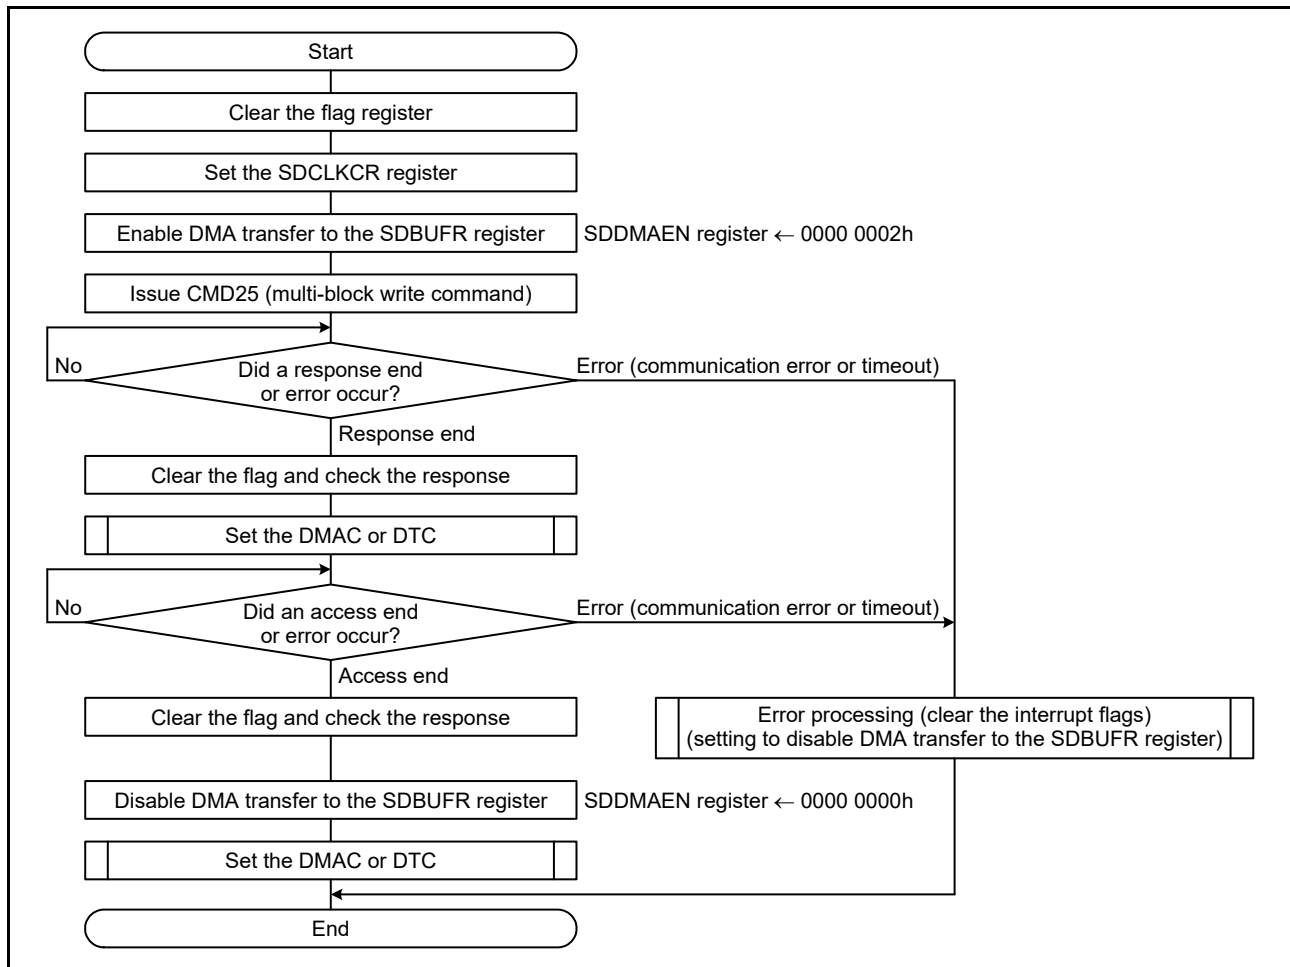 Start
Clear the flag register
Set the SDCLKCR register
Enable DMA transfer to the SDBUFR register
SDDMAEN register ← 0000 0002h
Issue CMD25 (multi-block write command)
No
Did a response end
or error occur?
Error (communication error or timeout)
Response end
Clear the flag and check the response
Set the DMAC or DTC
No
Did an access end
or error occur?
Error (communication error or timeout)
Access end
Clear the flag and check the response
Error processing (clear the interrupt flags)
(setting to disable DMA transfer to the SDBUFR register)
Disable DMA transfer to the SDBUFR register
SDDMAEN register ← 0000 0000h
Set the DMAC or DTC
End